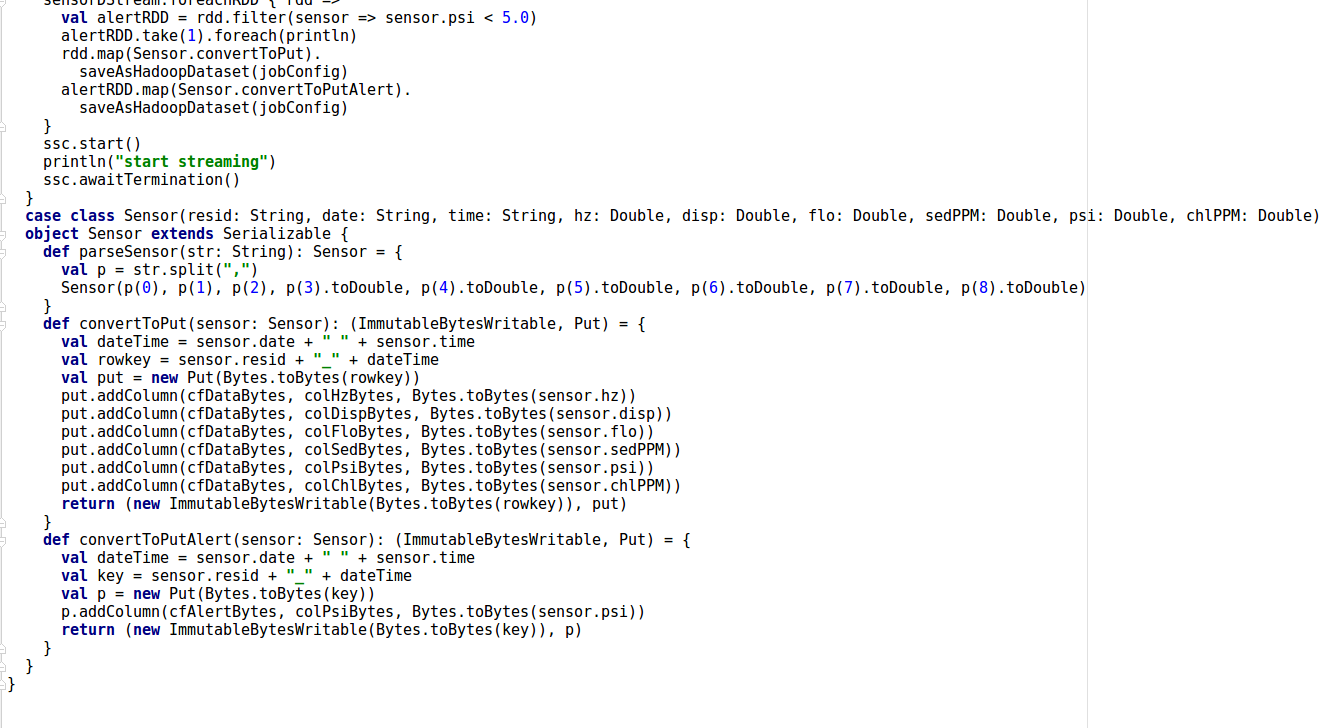 sensorDStream.foreachRDD { rdd =>
val alertRDD = rdd.filter(sensor => sensor.psi < 5.0)
alertRDD.take(1).foreach(println)
rdd.map(Sensor.convertToPut).
saveAsHadoopDataset(jobConfig)
alertRDD.map(Sensor.convertToPutAlert).
saveAsHadoopDataset(jobConfig)
}
ssc.start()
println("start streaming")
ssc.awaitTermination()
}
case class Sensor(resid: String, date: String, time: String, hz: Double, disp: Double, flo: Double, sedPPM: Double, psi: Double, chlPPM: Double)
object Sensor extends Serializable {
def parseSensor(str: String): Sensor = {
val p = str.split(",")
Sensor(p(0), p(1), p(2), p(3).toDouble, p(4).toDouble, p(5).toDouble, p(6).toDouble, p(7).toDouble, p(8).toDouble)
}
def convertToPut(sensor: Sensor): (ImmutableBytesWritable, Put) = {
val dateTime = sensor.date + " " + sensor.time
val rowkey = sensor.resid + "_" + dateTime
val put = new Put(Bytes.toBytes(rowkey))
put.addColumn(cfDataBytes, colHzBytes, Bytes.toBytes(sensor.hz))
put.addColumn(cfDataBytes, colDispBytes, Bytes.toBytes(sensor.disp))
put.addColumn(cfDataBytes, colFloBytes, Bytes.toBytes(sensor.flo))
put.addColumn(cfDataBytes, colSedBytes, Bytes.toBytes(sensor.sedPPM))
put.addColumn(cfDataBytes, colPsiBytes, Bytes.toBytes(sensor.psi))
put.addColumn(cfDataBytes, colChlBytes, Bytes.toBytes(sensor.chlPPM))
return (new ImmutableBytesWritable(Bytes.toBytes(rowkey)), put)
}
def convertToPutAlert(sensor: Sensor): (ImmutableBytesWritable, Put) = {
val dateTime = sensor.date + " " + sensor.time
val key = sensor.resid + "_" + dateTime
val p = new Put(Bytes.toBytes(key))
p.addColumn(cfAlertBytes, colPsiBytes, Bytes.toBytes(sensor.psi))
return (new ImmutableBytesWritable(Bytes.toBytes(key)), p)
}
}
}